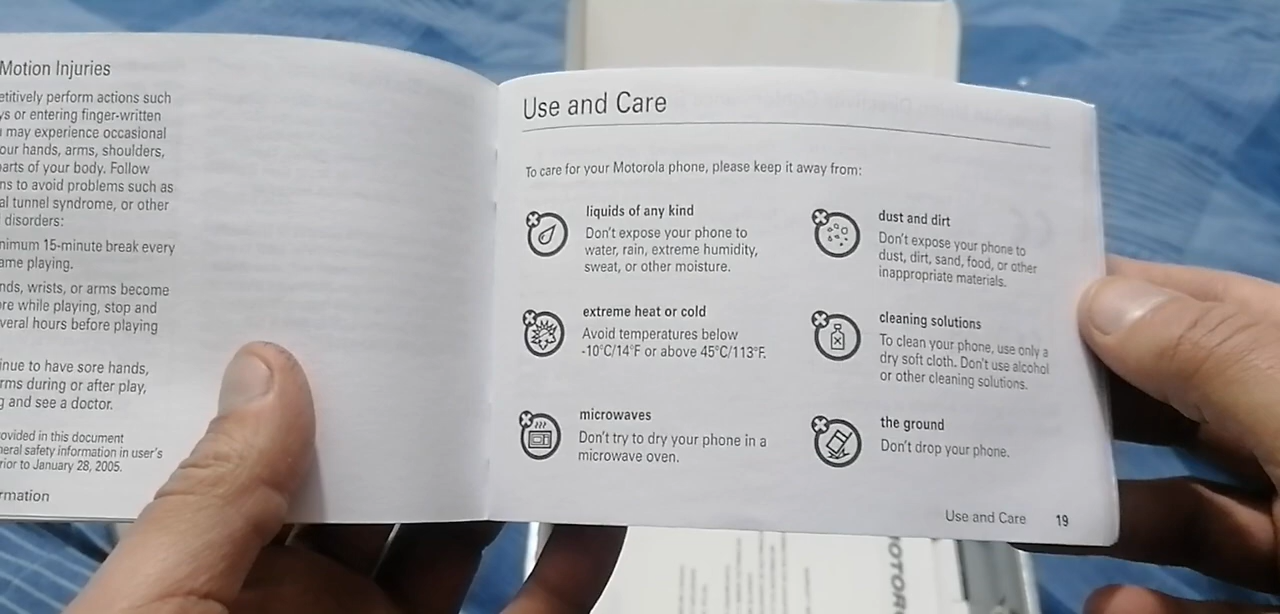 Motion Injuries
etitively perform actions such
ys or entering finger-written
may experience occasional
our hands, arms, shoulders,
arts of your body. Follow
ns to avoid problems such as
al tunnel syndrome, or other
disorders:
nimum 15-minute break every
ame playing.
nds, wrists, or arms become
re while playing, stop and
veral hours before playing
inue to have sore hands,
rms during or after play,
g and see a doctor.
ovided in this document
neral safety information in user's
rior to January 28, 2005.
rmation
Use and Care
To care for your Motorola phone, please keep it away from:
liquids of any kind
Don't expose your phone to
water, rain, extreme humidity,
sweat, or other moisture.
dust and dirt
Don't expose your phone to
dust, dirt, sand, food, or other
inappropriate materials.
extreme heat or cold
Avoid temperatures below
-10°C/14°F or above 45°C/113°F.
cleaning solutions
To clean your phone, use only a
dry soft cloth. Don't use alcohol
or other cleaning solutions.
microwaves
Don't try to dry your phone in a
microwave oven.
the ground
Don't drop your phone.
Use and Care 19
OTOR